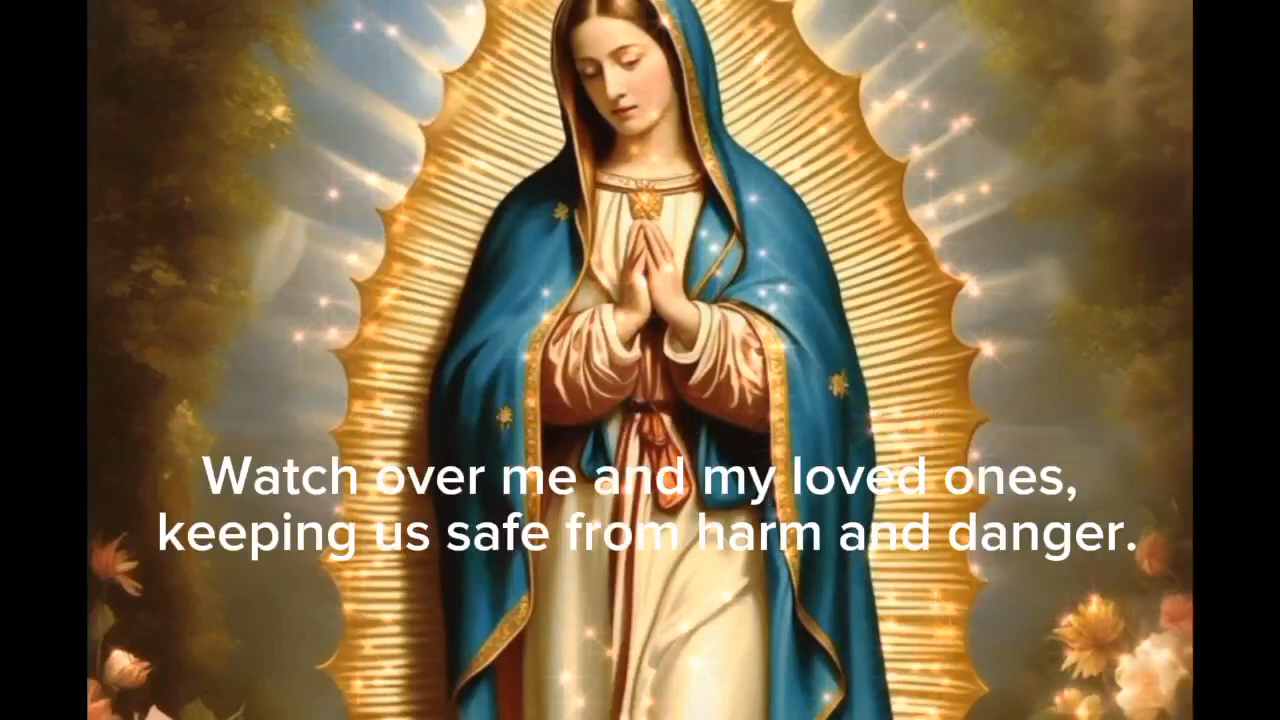 Watch over me and my loved ones,
keeping us safe from harm and danger.